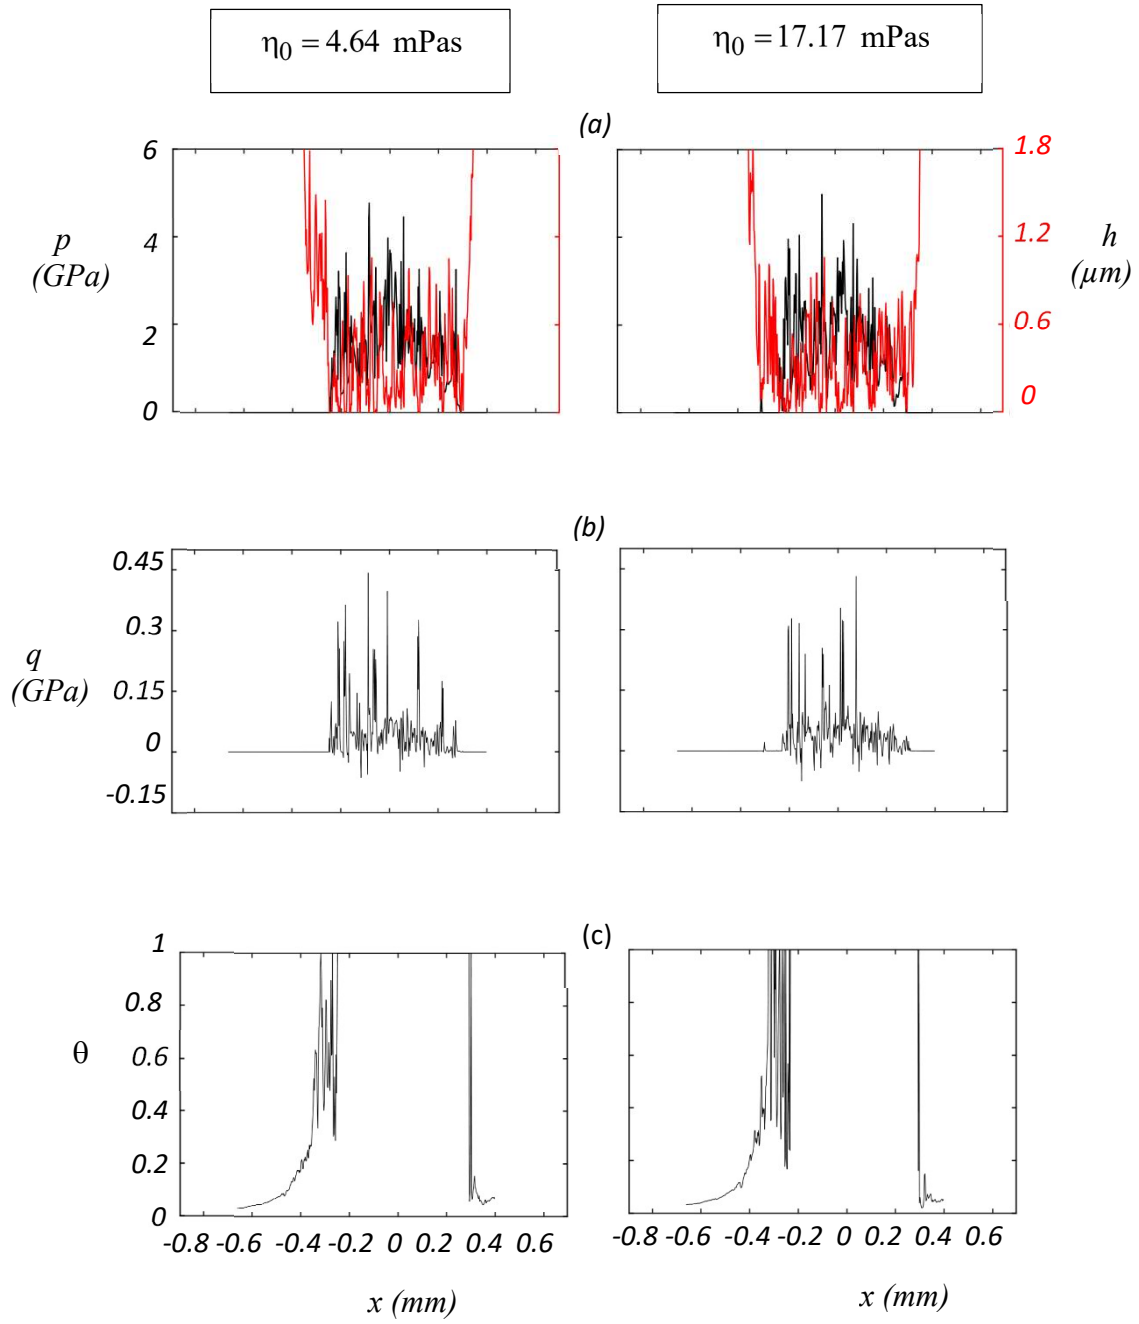 η0 = 4.64 mPas
η0 = 17.17 mPas
(a)
6
4
2
0
p
(GPa)
1.8
1.2
0.6
0
h
(µm)
(b)
0.45
0.3
0.15
0
-0.15
q
(GPa)
(c)
1
0.8
0.6
0.4
0.2
0
θ
-0.8 -0.6 -0.4 -0.2 0 0.2 0.4 0.6
-0.8 -0.6 -0.4 -0.2 0 0.2 0.4 0.6
x (mm)
x (mm)